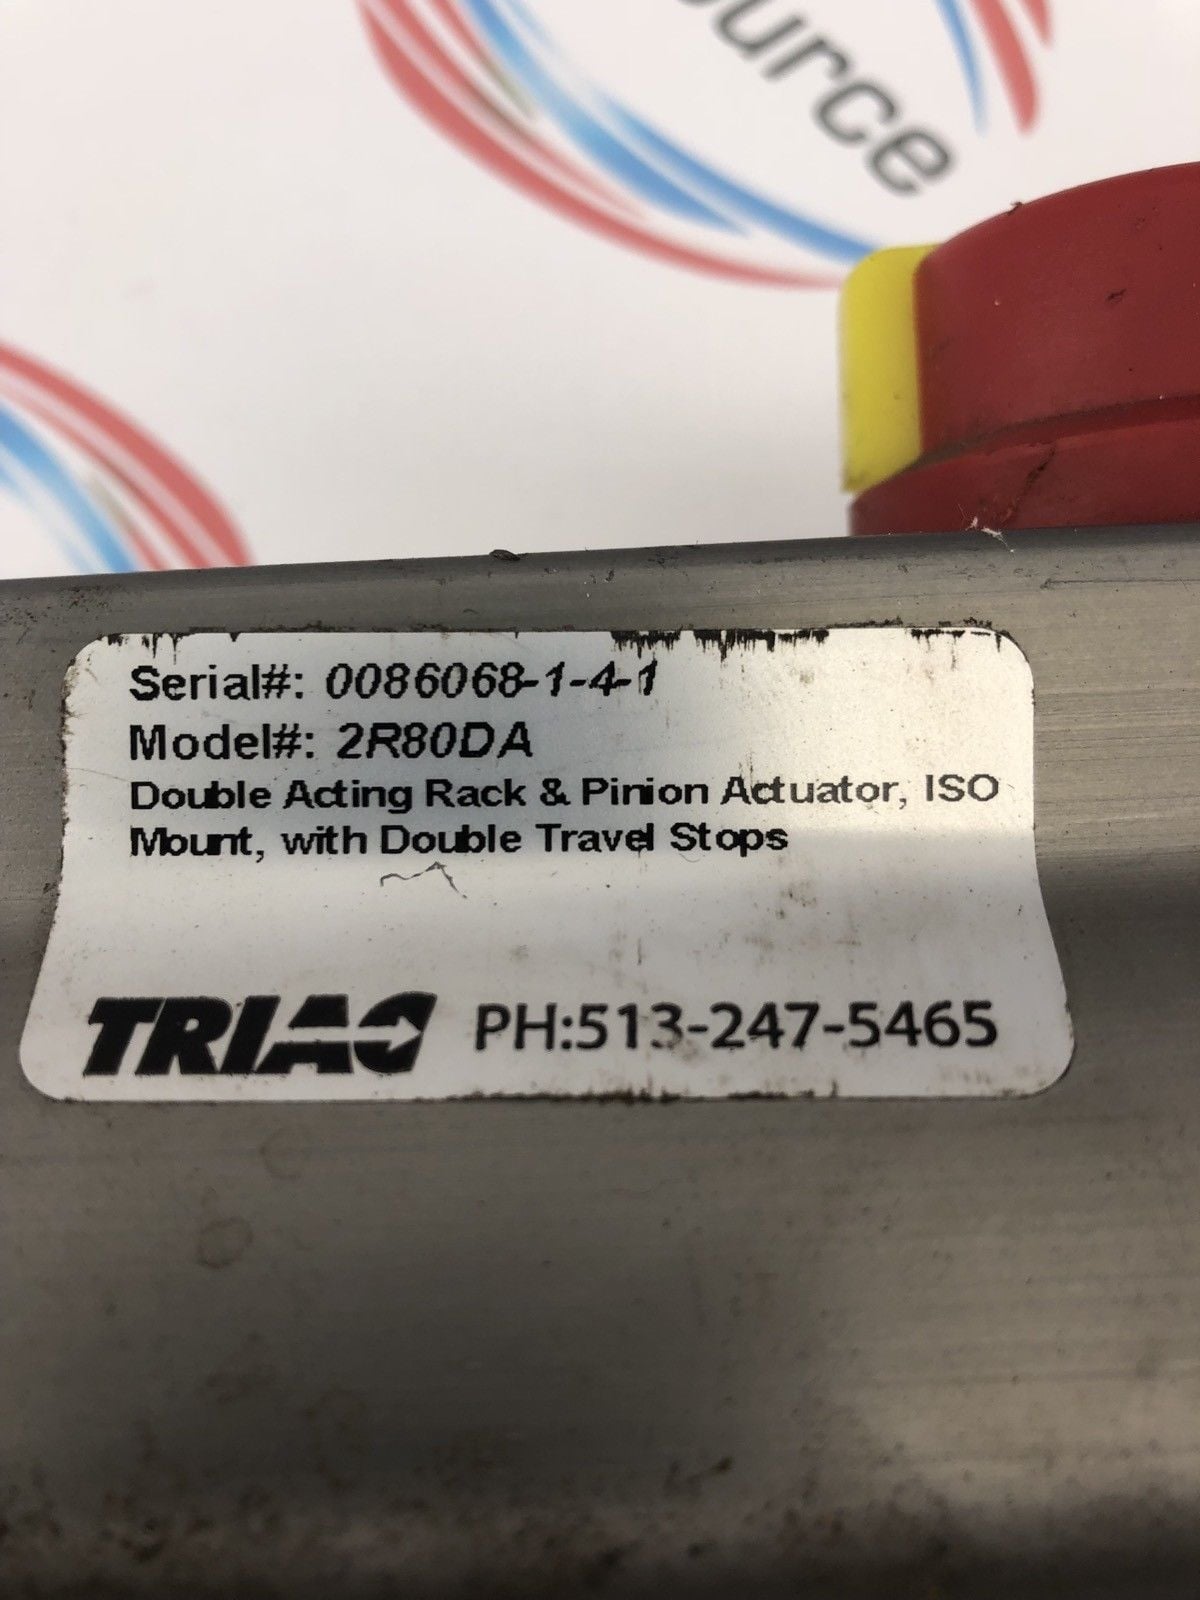 ource
Serial#: 0086068-1-4-1
Model#: 2R80DA
Double Acting Rack & Pinion Actuator, ISO
Mount, with Double Travel Stops
TRIAC PH:513-247-5465